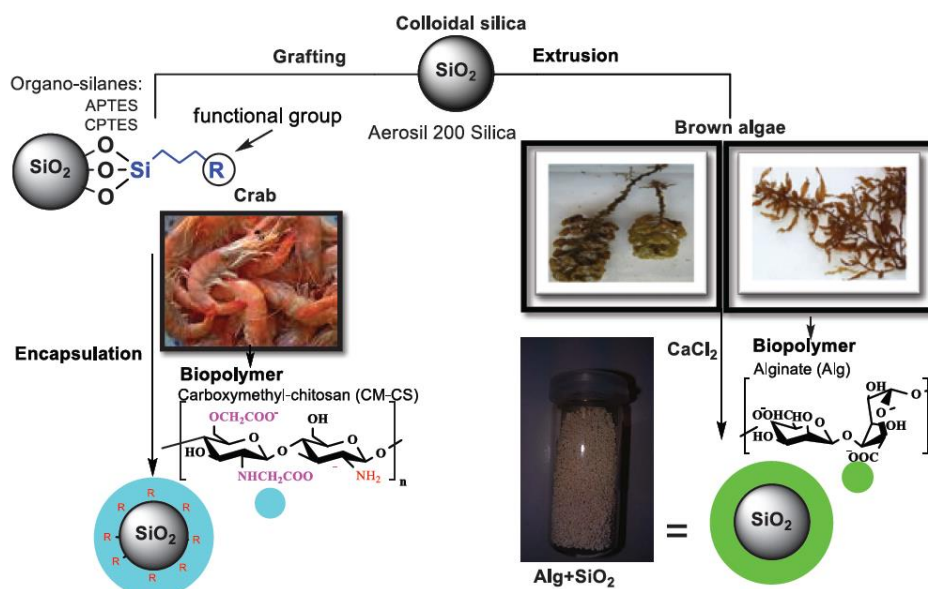 Colloidal silica
SiO2
Grafting
Extrusion
Aerosil 200 Silica
Organo-silanes:
APTES
CPTES
functional group
SiO2
O
O
O
Si
R
Crab
Encapsulation
Biopolymer
Carboxymethyl-chitosan (CM-CS)
OCH2COO-
OH
O
O
O
O
HO
HO
NHCH2COO
-
NH2
n
R
R
R
R
R
R
R
R
SiO2
Brown algae
CaCl2
Biopolymer
Alginate (Alg)
OH
O
-OOC
OH
O
HO
O
O
OH
-OOC
n
Alg+SiO2
=
SiO2